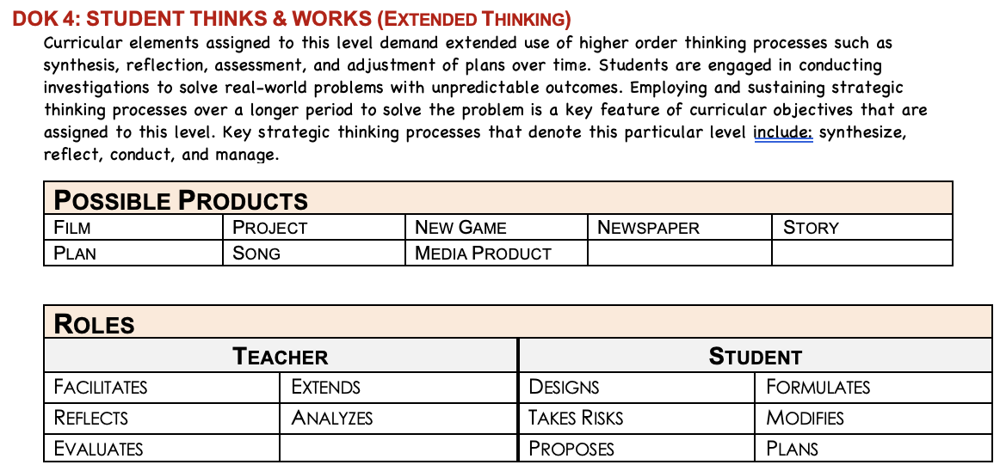 DOK 4: STUDENT THINKS & WORKS (EXTENDED THINKING)
Curricular elements assigned to this level demand extended use of higher order thinking processes such as
synthesis, reflection, assessment, and adjustment of plans over time. Students are engaged in conducting
investigations to solve real-world problems with unpredictable outcomes. Employing and sustaining strategic
thinking processes over a longer period to solve the problem is a key feature of curricular objectives that are
assigned to this level. Key strategic thinking processes that denote this particular level include: synthesize,
reflect, conduct, and manage.
POSSIBLE PRODUCTS
FILM PROJECT NEW GAME NEWSPAPER STORY
PLAN SONG MEDIA PRODUCT
ROLES
TEACHER STUDENT
FACILITATES EXTENDS DESIGNS FORMULATES
REFLECTS ANALYZES TAKES RISKS MODIFIES
EVALUATES PROPOSES PLANS